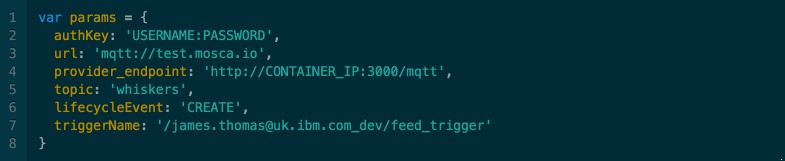 1 var params = {
2 authKey: 'USERNAME:PASSWORD',
3 url: 'mqtt://test.mosca.io',
4 provider_endpoint: 'http://CONTAINER_IP:3000/mqtt',
5 topic: 'whiskers',
6 lifecycleEvent: 'CREATE',
7 triggerName: '/james.thomas@uk.ibm.com_dev/feed_trigger'
8 }